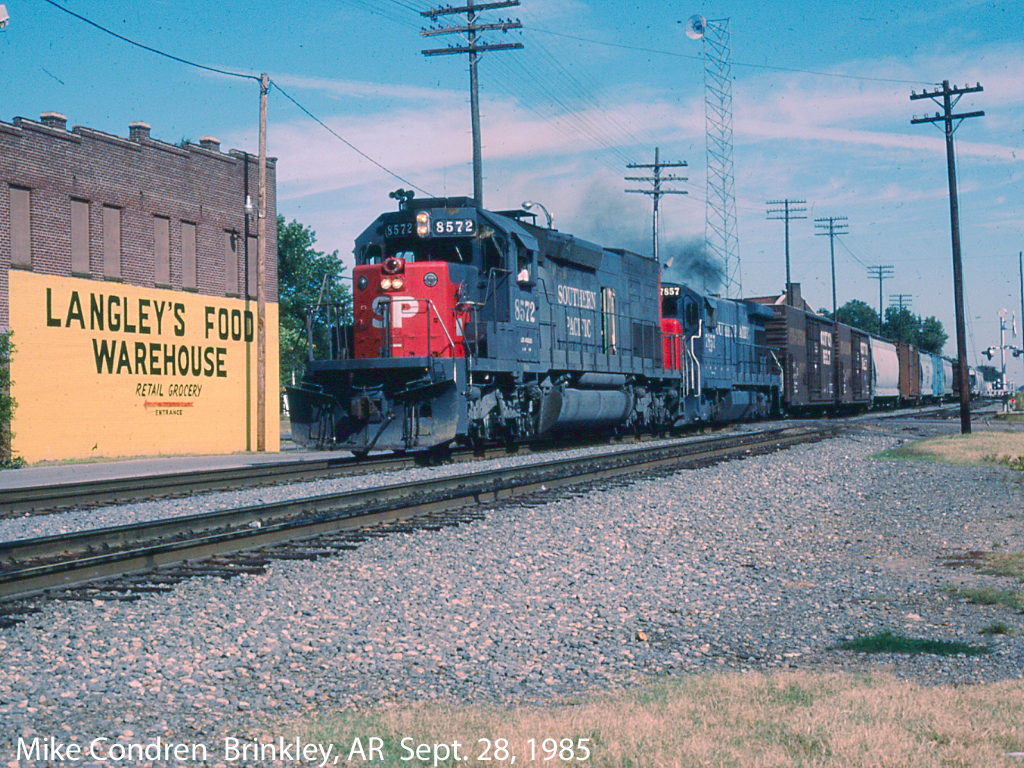 LANGLEY'S FOOD
WAREHOUSE
RETAIL GROCERY
ENTRANCE
8572
8572
SP
8572
SOUTHERN
PACIFIC
7857
Mike Condren Brinkley, AR Sept. 28, 1985